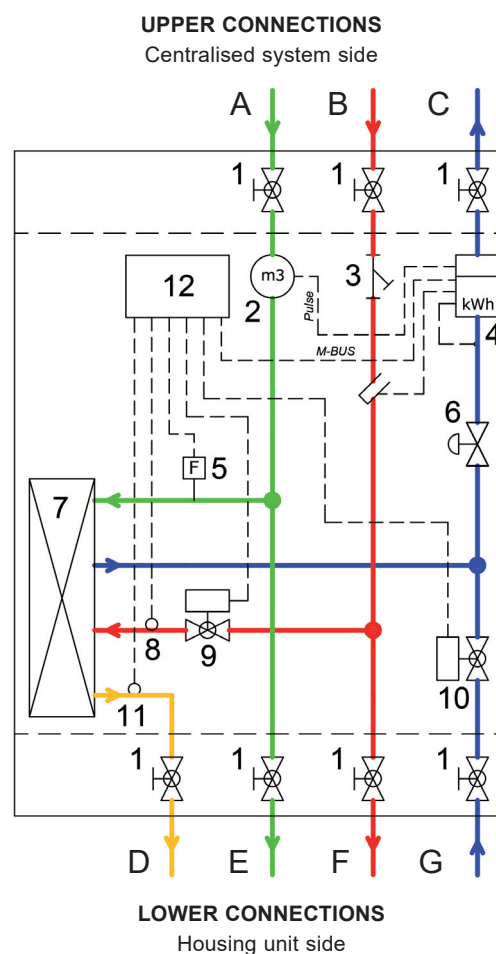 UPPER CONNECTIONS
Centralised system side
A B C
1 1 1
12 m3 3
2 Pulse kWh
M-BUS 4
6
F 5
7
8 9
10
11
1 1 1 1
D E F G
LOWER CONNECTIONS
Housing unit side